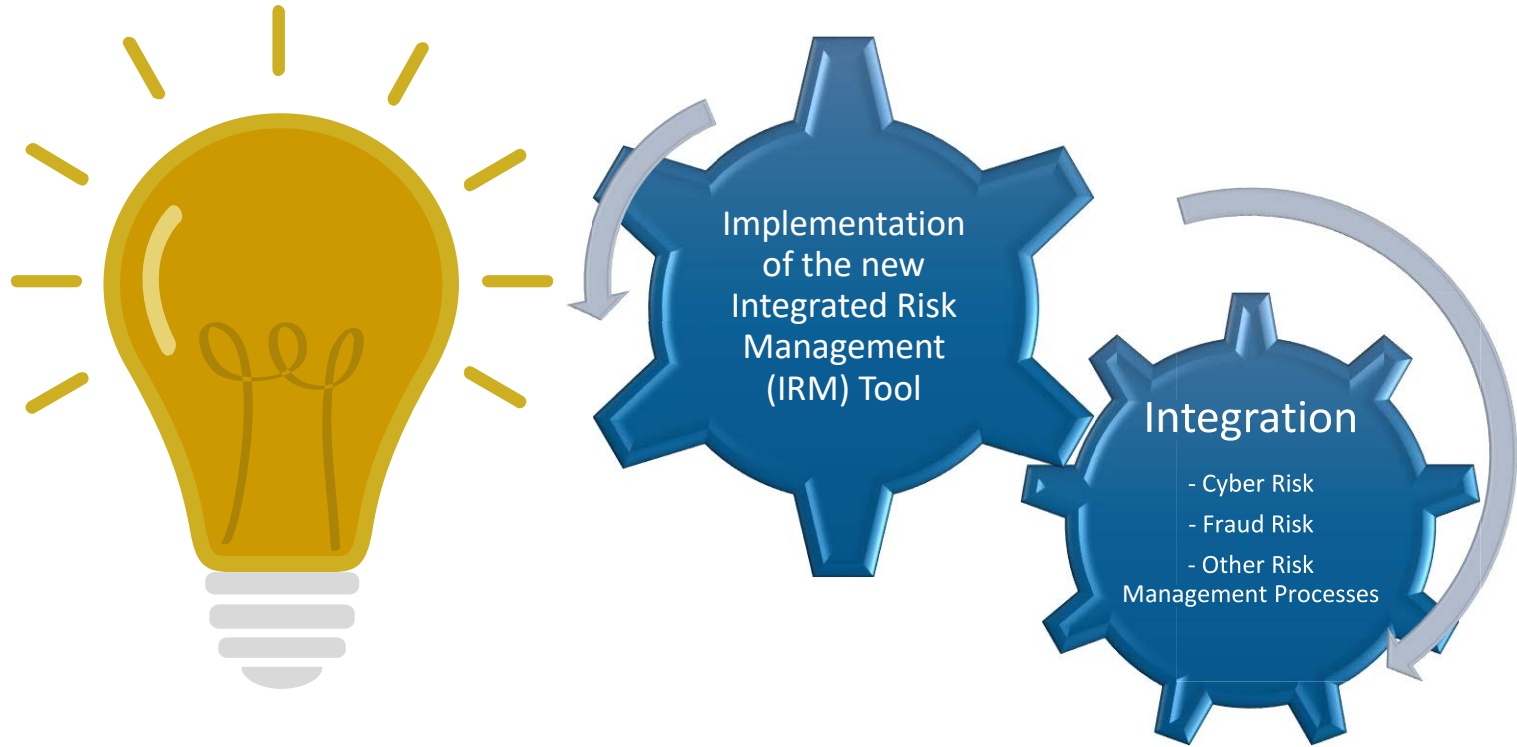 Implementation
of the new
Integrated Risk
Management
(IRM) Tool
Integration
- Cyber Risk
- Fraud Risk
- Other Risk
Management Processes